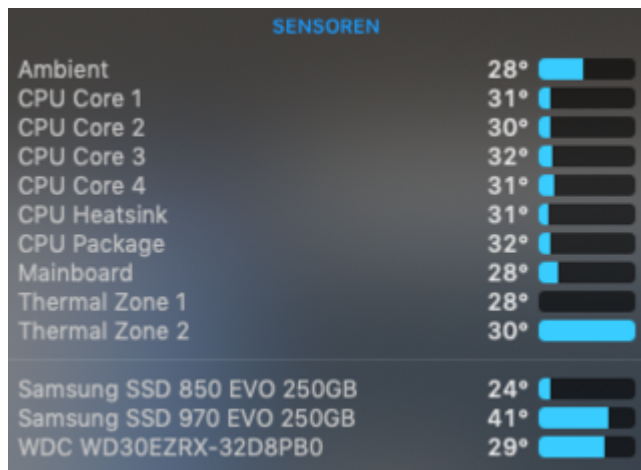 SENSOREN
Ambient 28°
CPU Core 1 31°
CPU Core 2 30°
CPU Core 3 32°
CPU Core 4 31°
CPU Heatsink 31°
CPU Package 32°
Mainboard 28°
Thermal Zone 1 28°
Thermal Zone 2 30°
Samsung SSD 850 EVO 250GB 24°
Samsung SSD 970 EVO 250GB 41°
WDC WD30EZRX-32D8PB0 29°